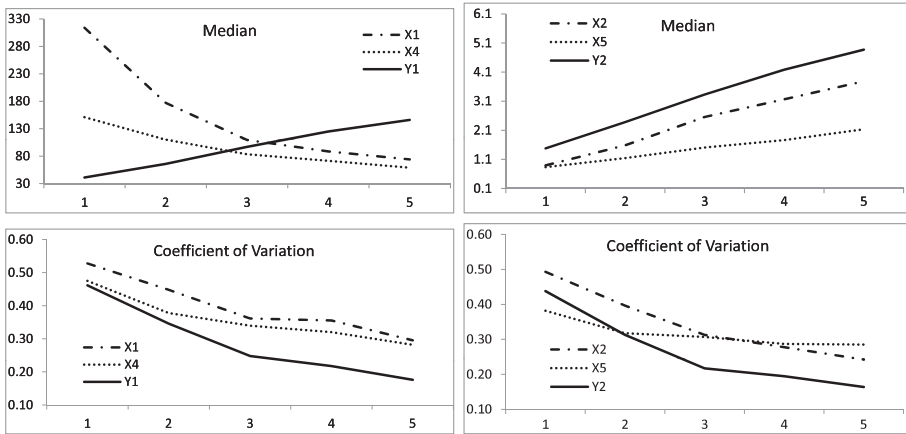 Median
330
280
230
180
130
80
30
X1
X4
Y1
1 2 3 4 5
Median
6.1
5.1
4.1
3.1
2.1
1.1
0.1
X2
X5
Y2
1 2 3 4 5
Coefficient of Variation
0.60
0.50
0.40
0.30
0.20
0.10
X1
X4
Y1
1 2 3 4 5
Coefficient of Variation
0.60
0.50
0.40
0.30
0.20
0.10
X2
X5
Y2
1 2 3 4 5